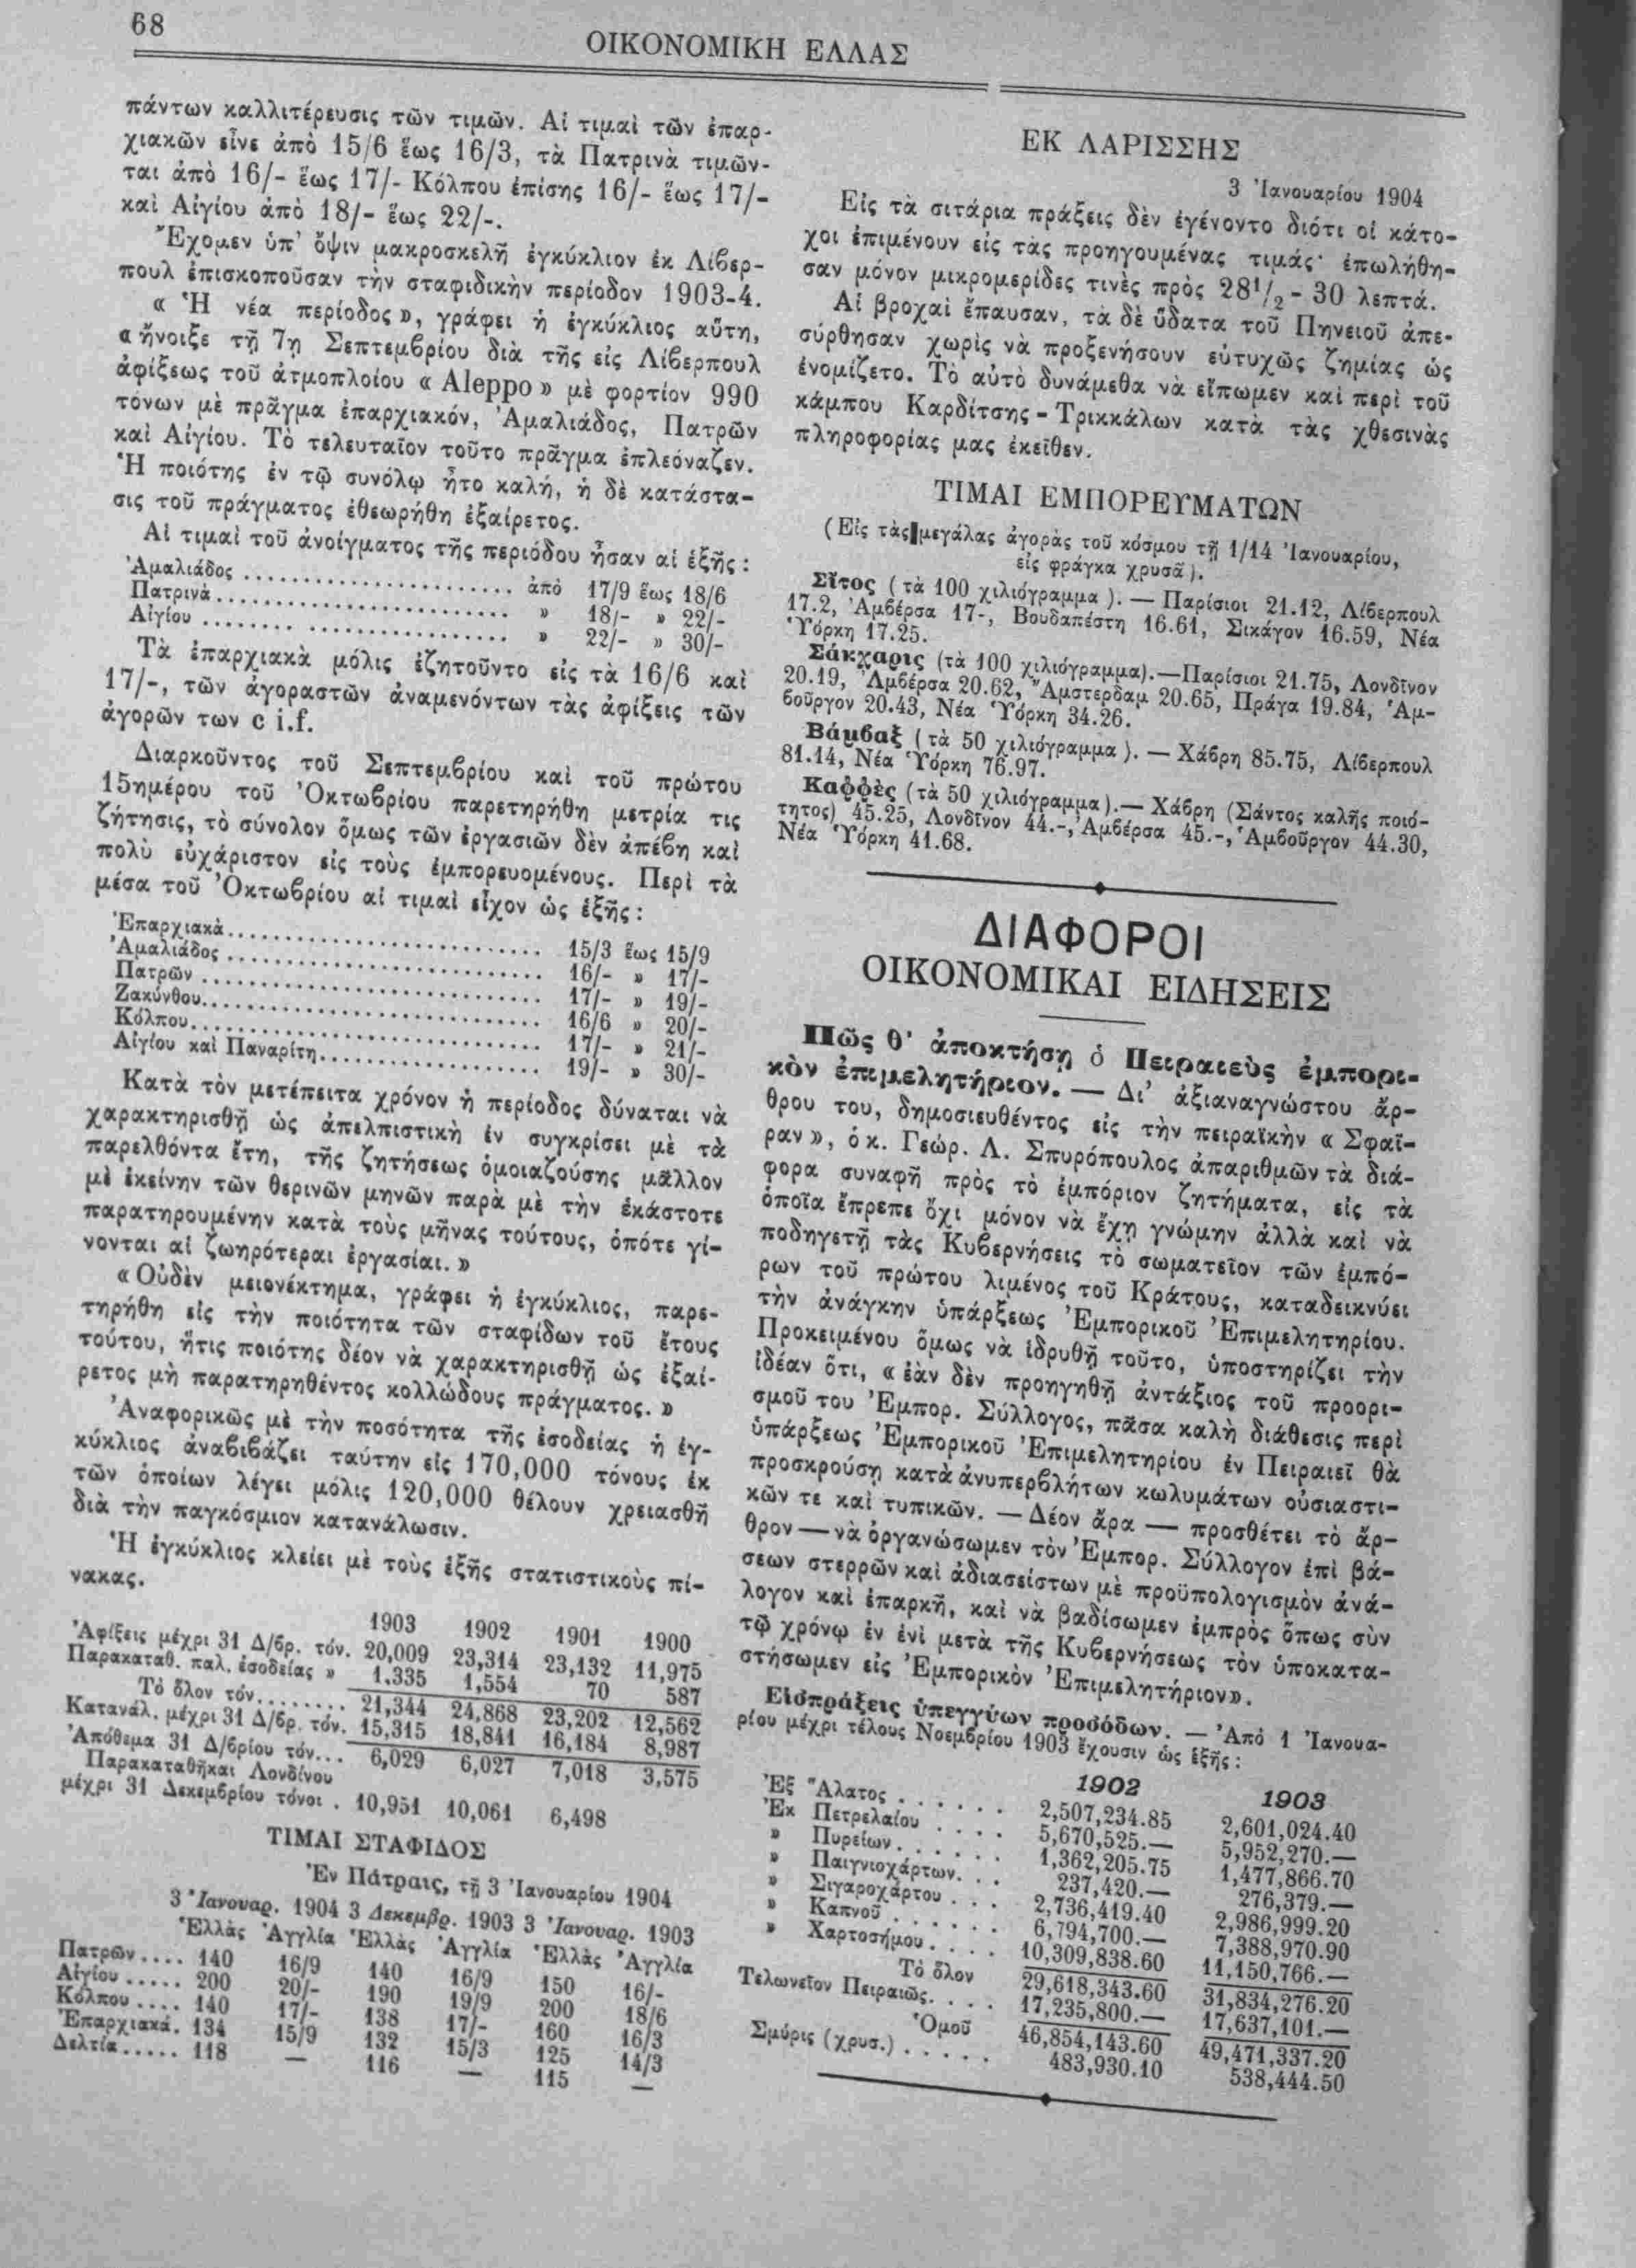 68
ΟΙΚΟΝΟΜΙΚΗ ΕΛΛΑΣ
πάντων καλλιτέρευσις τῶν τιμῶν. Αἱ τιμαὶ τῶν ἐπαρ-
χιακῶν εἶνε ἀπὸ 15/6 ἕως 16/3, τὰ Πατρινὰ τιμῶν-
ται ἀπὸ 16/- ἕως 17/- Κόλπου ἐπίσης 16/- ἕως 17/-
καὶ Αἰγίου ἀπὸ 18/- ἕως 22/-.
Ἔχομεν ὑπ' ὄψιν μακροσκελῆ ἐγκύκλιον ἐκ Λίβερ-
πουλ ἐπισκοποῦσαν τὴν σταφιδικὴν περίοδον 1903-4.
« Ἡ νέα περίοδος », γράφει ἡ ἐγκύκλιος αὕτη,
« ἤνοιξε τῇ 7ῃ Σεπτεμβρίου διὰ τῆς εἰς Λίβερπουλ
ἀφίξεως τοῦ ἀτμοπλοίου « Aleppo » μὲ φορτίον 990
τόνων μὲ πρᾶγμα ἐπαρχιακόν, Ἀμαλιάδος, Πατρῶν
καὶ Αἰγίου. Τὸ τελευταῖον τοῦτο πρᾶγμα ἐπλεόναζεν.
Ἡ ποιότης ἐν τῷ συνόλῳ ἦτο καλή, ἡ δὲ κατάστα-
σις τοῦ πράγματος ἐθεωρήθη ἐξαίρετος.
Αἱ τιμαὶ τοῦ ἀνοίγματος τῆς περιόδου ἦσαν αἱ ἑξῆς :
Ἀμαλιάδος ........................ ἀπὸ 17/9 ἕως 18/6
Πατρινὰ .......................... » 18/- » 22/-
Αἰγίου ........ .................. » 22/- » 30/-
Τὰ ἐπαρχιακὰ μόλις ἐζητοῦντο εἰς τὰ 16/6 καὶ
17/-, τῶν ἀγοραστῶν ἀναμενόντων τὰς ἀφίξεις τῶν
ἀγορῶν των c i.f.
Διαρκοῦντος τοῦ Σεπτεμβρίου καὶ τοῦ πρώτου
15ημέρου τοῦ Ὀκτωβρίου παρετηρήθη μετρία τις
ζήτησις, τὸ σύνολον ὅμως τῶν ἐργασιῶν δὲν ἀπέβη καὶ
πολὺ εὐχάριστον εἰς τοὺς ἐμπορευομένους. Περὶ τὰ
μέσα τοῦ Ὀκτωβρίου αἱ τιμαὶ εἶχον ὡς ἑξῆς :
Ἐπαρχιακὰ ............................ 15/3 ἕως 15/9
Ἀμαλιάδος ............................ 16/- » 17/-
Πατρῶν ............................... 17/- » 19/-
Ζακύνθου .............................. 16/6 » 20/-
Κόλπου ............................... 17/- » 21/-
Αἰγίου καὶ Παναρίτη .................... 19/- » 30/-
Κατὰ τὸν μετέπειτα χρόνον ἡ περίοδος δύναται νὰ
χαρακτηρισθῇ ὡς ἀπελπιστικὴ ἐν συγκρίσει μὲ τὰ
παρελθόντα ἔτη, τῆς ζητήσεως ὁμοιαζούσης μᾶλλον
μὲ ἐκείνην τῶν θερινῶν μηνῶν παρὰ μὲ τὴν ἑκάστοτε
παρατηρουμένην κατὰ τοὺς μῆνας τούτους, ὁπότε γί-
νονται αἱ ζωηρότεραι ἐργασίαι. »
« Οὐδὲν μειονέκτημα, γράφει ἡ ἐγκύκλιος, παρε-
τηρήθη εἰς τὴν ποιότητα τῶν σταφίδων τοῦ ἔτους
τούτου, ἥτις ποιότης δέον νὰ χαρακτηρισθῇ ὡς ἐξαί-
ρετος μὴ παρατηρηθέντος κολλώδους πράγματος. »
Ἀναφορικῶς μὲ τὴν ποσότητα τῆς ἐσοδείας ἡ ἐγ-
κύκλιος ἀναβιβάζει ταύτην εἰς 170,000 τόνους ἐκ
τῶν ὁποίων λέγει μόλις 120,000 θέλουν χρειασθῆ
διὰ τὴν παγκόσμιον κατανάλωσιν.
Ἡ ἐγκύκλιος κλείει μὲ τοὺς ἑξῆς στατιστικοὺς πί-
νακας.
1903 1902 1901 1900
Ἀφίξεις μέχρι 31 Δ/βρ. τόν. 20,009 23,314 23,132 11,975
Παρακαταθ. παλ. ἐσοδείας » 1.335 1,554 70 587
Τὸ ὅλον τόν........ 21,344 24,868 23,202 12,562
Κατανάλ. μέχρι 31 Δ/βρ. τόν. 15,315 18,841 16,184 8,987
Ἀπόθεμα 31 Δ/βρίου τόν... 6,029 6,027 7,018 3,575
Παρακαταθῆκαι Λονδίνου
μέχρι 31 Δεκεμβρίου τόνοι . 10,951 10,061 6,498
ΤΙΜΑΙ ΣΤΑΦΙΔΟΣ
Ἐν Πάτραις, τῇ 3 Ἰανουαρίου 1904
3 Ἰανουαρ. 1904 3 Δεκεμβρ. 1903 3 Ἰανουαρ. 1903
Ἑλλὰς Ἀγγλία Ἑλλὰς Ἀγγλία Ἑλλὰς Ἀγγλία
Πατρῶν .... 140 16/9 140 16/9 150 16/-
Αἰγίου ..... 200 20/- 190 19/9 200 18/6
Κόλπου .... 140 17/- 138 17/- 160 16/3
Ἐπαρχιακά. 134 15/9 132 15/3 125 14/3
Δελτία ..... 118 — 116 — 115 —
ΕΚ ΛΑΡΙΣΣΗΣ
3 Ἰανουαρίου 1904
Εἰς τὰ σιτάρια πράξεις δὲν ἐγένοντο διότι οἱ κάτο-
χοι ἐπιμένουν εἰς τὰς προηγουμένας τιμάς· ἐπωλήθη-
σαν μόνον μικρομερίδες τινὲς πρὸς 28¹/₂ - 30 λεπτά.
Αἱ βροχαὶ ἔπαυσαν, τὰ δὲ ὕδατα τοῦ Πηνειοῦ ἀπε-
σύρθησαν χωρὶς νὰ προξενήσουν εὐτυχῶς ζημίας ὡς
ἐνομίζετο. Τὸ αὐτὸ δυνάμεθα νὰ εἴπωμεν καὶ περὶ τοῦ
κάμπου Καρδίτσης - Τρικκάλων κατὰ τὰς χθεσινὰς
πληροφορίας μας ἐκεῖθεν.
ΤΙΜΑΙ ΕΜΠΟΡΕΥΜΑΤΩΝ
(Εἰς τὰς μεγάλας ἀγορὰς τοῦ κόσμου τῇ 1/14 Ἰανουαρίου,
εἰς φράγκα χρυσᾶ).
Σῖτος ( τὰ 100 χιλιόγραμμα ). — Παρίσιοι 21.12, Λίβερπουλ
17.2, Ἀμβέρσα 17-, Βουδαπέστη 16.61, Σικάγον 16.59, Νέα
Ὑόρκη 17.25.
Σάκχαρις (τὰ 100 χιλιόγραμμα).—Παρίσιοι 21.75, Λονδῖνον
20.19, Ἀμβέρσα 20.62, Ἄμστερδαμ 20.65, Πράγα 19.84, Ἁμ-
βοῦργον 20.43, Νέα Ὑόρκη 34.26.
Βάμβαξ ( τὰ 50 χιλιόγραμμα ). — Χάβρη 85.75, Λίβερπουλ
81.14, Νέα Ὑόρκη 76.97.
Καφφὲς (τὰ 50 χιλιόγραμμα).— Χάβρη (Σάντος καλῆς ποιό-
τητος) 45.25, Λονδῖνον 44.-, Ἀμβέρσα 45.-, Ἁμβοῦργον 44.30,
Νέα Ὑόρκη 41.68.
ΔΙΑΦΟΡΟΙ
ΟΙΚΟΝΟΜΙΚΑΙ ΕΙΔΗΣΕΙΣ
Πῶς θ' ἀποκτήσῃ ὁ Πειραιεὺς ἐμπορι-
κὸν ἐπιμελητήριον. — Δι' ἀξιαναγνώστου ἄρ-
θρου του, δημοσιευθέντος εἰς τὴν πειραϊκὴν « Σφαῖ-
ραν », ὁ κ. Γεώρ. Λ. Σπυρόπουλος ἀπαριθμῶν τὰ διά-
φορα συναφῆ πρὸς τὸ ἐμπόριον ζητήματα, εἰς τὰ
ὁποῖα ἔπρεπε ὄχι μόνον νὰ ἔχῃ γνώμην ἀλλὰ καὶ νὰ
ποδηγετῇ τὰς Κυβερνήσεις τὸ σωματεῖον τῶν ἐμπό-
ρων τοῦ πρώτου λιμένος τοῦ Κράτους, καταδεικνύει
τὴν ἀνάγκην ὑπάρξεως Ἐμπορικοῦ Ἐπιμελητηρίου.
Προκειμένου ὅμως νὰ ἱδρυθῇ τοῦτο, ὑποστηρίζει τὴν
ἰδέαν ὅτι, « ἐὰν δὲν προηγηθῇ ἀντάξιος τοῦ προορι-
σμοῦ του Ἐμπορ. Σύλλογος, πᾶσα καλὴ διάθεσις περὶ
ὑπάρξεως Ἐμπορικοῦ Ἐπιμελητηρίου ἐν Πειραιεῖ θὰ
προσκρούσῃ κατὰ ἀνυπερβλήτων κωλυμάτων οὐσιαστι-
κῶν τε καὶ τυπικῶν. — Δέον ἄρα — προσθέτει τὸ ἄρ-
θρον — νὰ ὀργανώσωμεν τὸν Ἐμπορ. Σύλλογον ἐπὶ βά-
σεων στερρῶν καὶ ἀδιασείστων μὲ προϋπολογισμὸν ἀνά-
λογον καὶ ἐπαρκῆ, καὶ νὰ βαδίσωμεν ἐμπρὸς ὅπως σὺν
τῷ χρόνῳ ἐν ἑνὶ μετὰ τῆς Κυβερνήσεως τὸν ὑποκατα-
στήσωμεν εἰς Ἐμπορικὸν Ἐπιμελητήριον».
Εἰσπράξεις ὑπεγγύων προσόδων. — Ἀπὸ 1 Ἰανουα-
ρίου μέχρι τέλους Νοεμβρίου 1903 ἔχουσιν ὡς ἑξῆς :
1902 1903
Ἐξ Ἅλατος . . . . . . 2,507,234.85 2,601,024.40
Ἐκ Πετρελαίου . . . . 5,670,525.— 5,952,270.—
» Πυρείων . . . . . . 1,362,205.75 1,477,866.70
» Παιγνιοχάρτων. . . 237,420.— 276,379.—
» Σιγαροχάρτου . . . 2,736,419.40 2,986,999.20
» Καπνοῦ . . . . . . 6,794,700.— 7,388,970.90
» Χαρτοσήμου . . . . 10,309,838.60 11,150,766.—
Τὸ ὅλον 29,618,343.60 31,834,276.20
Τελωνεῖον Πειραιῶς. . . . 17,235,800.— 17,637,101.—
Ὁμοῦ 46,854,143.60 49,471,337.20
Σμύρις (χρυσ.) . . . . . 483,930.10 538,444.50